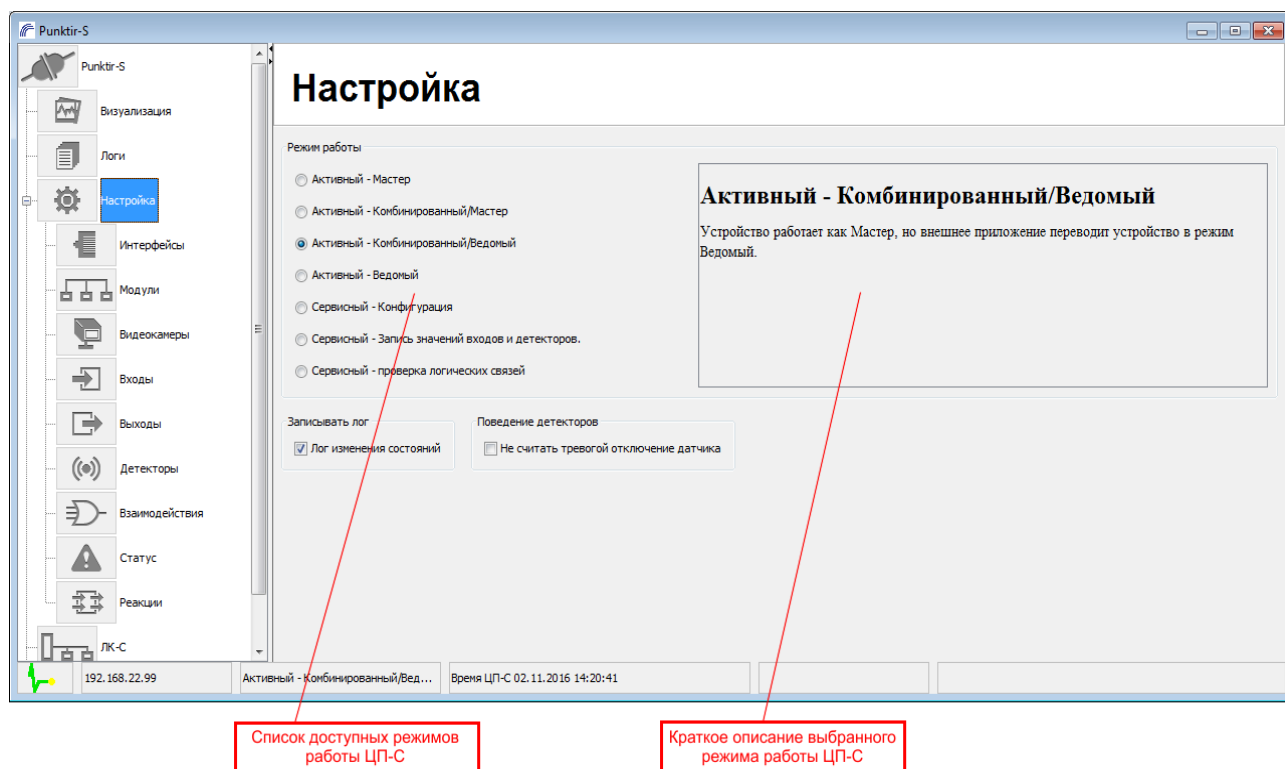 Punktir-S
Punktir-S
Визуализация
Логи
Настройка
Интерфейсы
Модули
Видеокамеры
Входы
Выходы
Детекторы
Взаимодействия
Статус
Реакции
ЛК-С
Настройка
Режим работы
Активный - Мастер
Активный - Комбинированный/Мастер
Активный - Комбинированный/Ведомый
Активный - Ведомый
Сервисный - Конфигурация
Сервисный - Запись значений входов и детекторов.
Сервисный - проверка логических связей
Активный - Комбинированный/Ведомый
Устройство работает как Мастер, но внешнее приложение переводит устройство в режим
Ведомый.
Записывать лог
Лог изменения состояний
Поведение детекторов
Не считать тревогой отключение датчика
192.168.22.99
Активный - Комбинированный/Вед...
Время ЦП-С 02.11.2016 14:20:41
Список доступных режимов
работы ЦП-С
Краткое описание выбранного
режима работы ЦП-С